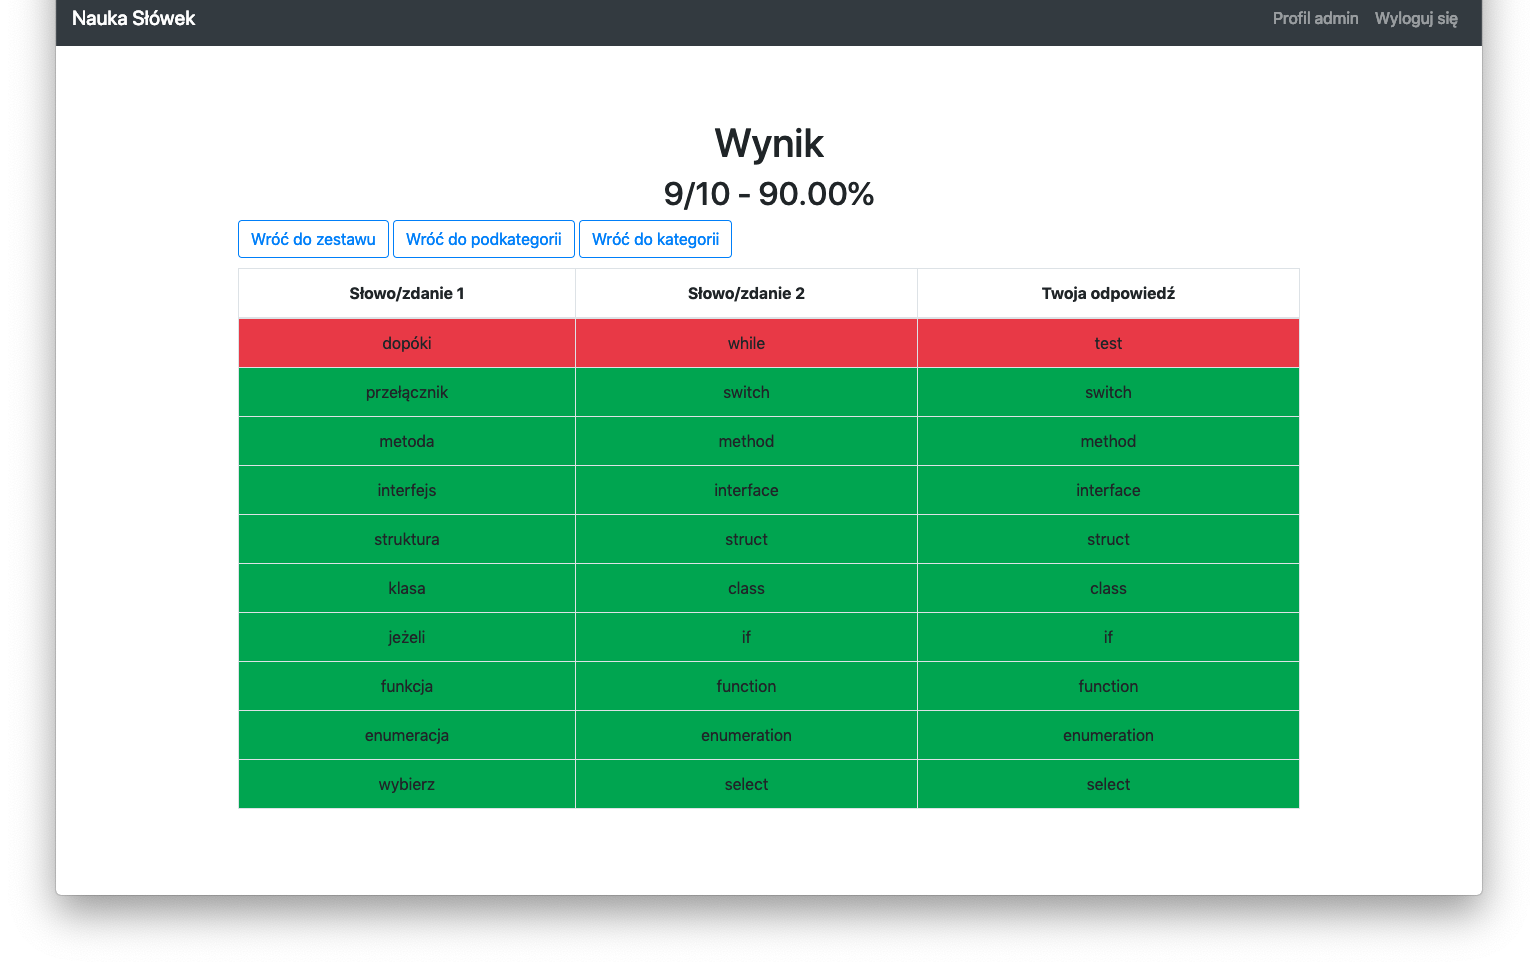 Nauka Słówek Profil admin Wyloguj się
Wynik
9/10 - 90.00%
Wróć do zestawu Wróć do podkategorii Wróć do kategorii
Słowo/zdanie 1 Słowo/zdanie 2 Twoja odpowiedź
dopóki while test
przełącznik switch switch
metoda method method
interfejs interface interface
struktura struct struct
klasa class class
jeżeli if if
funkcja function function
enumeracja enumeration enumeration
wybierz select select